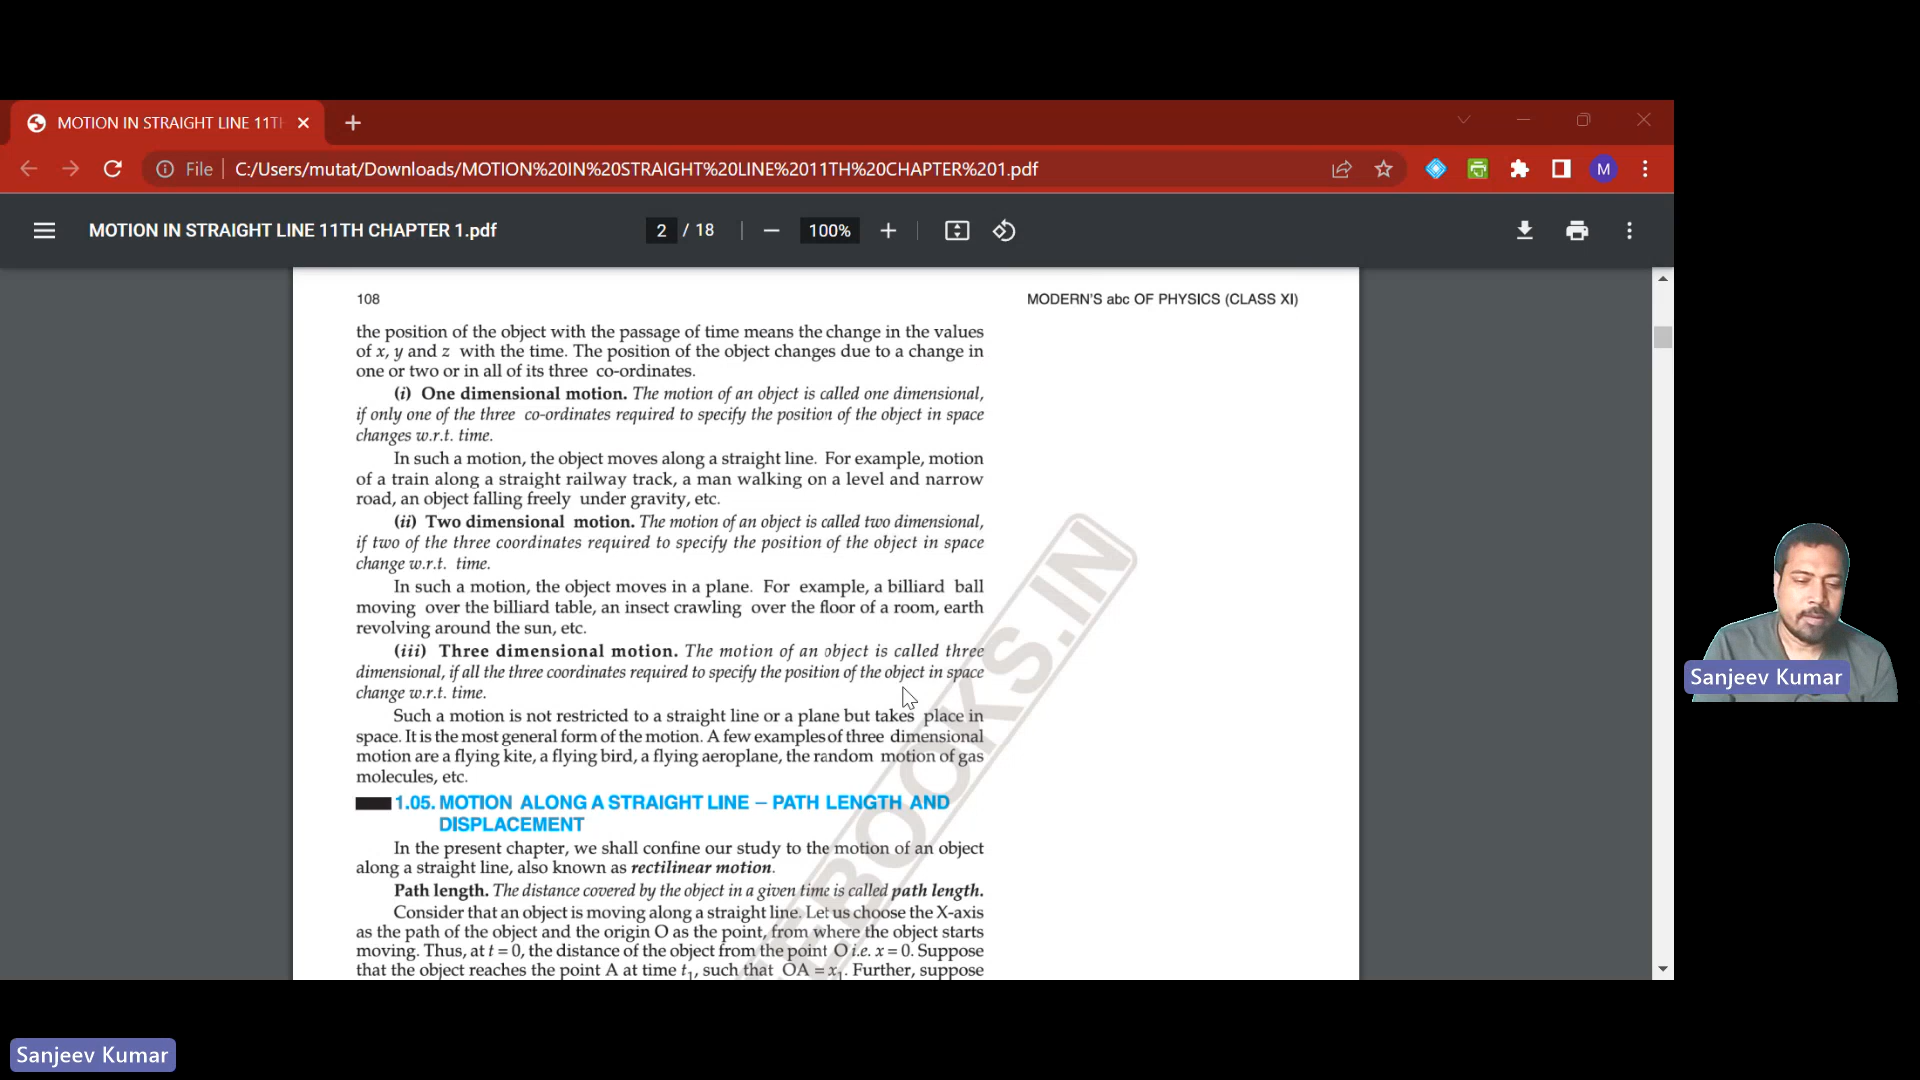 MOTION IN STRAIGHT LINE 11TH
File C:/Users/mutat/Downloads/MOTION%20IN%20STRAIGHT%20LINE%2011TH%20CHAPTER%201.pdf
M
MOTION IN STRAIGHT LINE 11TH CHAPTER 1.pdf
2 / 18
100%
108
MODERN'S abc OF PHYSICS (CLASS XI)
the position of the object with the passage of time means the change in the values
of x, y and z with the time. The position of the object changes due to a change in
one or two or in all of its three co-ordinates.
(i) One dimensional motion. The motion of an object is called one dimensional,
if only one of the three co-ordinates required to specify the position of the object in space
changes w.r.t. time.
In such a motion, the object moves along a straight line. For example, motion
of a train along a straight railway track, a man walking on a level and narrow
road, an object falling freely under gravity, etc.
(ii) Two dimensional motion. The motion of an object is called two dimensional,
if two of the three coordinates required to specify the position of the object in space
change w.r.t. time.
In such a motion, the object moves in a plane. For example, a billiard ball
moving over the billiard table, an insect crawling over the floor of a room, earth
revolving around the sun, etc.
(iii) Three dimensional motion. The motion of an object is called three
dimensional, if all the three coordinates required to specify the position of the object in space
change w.r.t. time.
Such a motion is not restricted to a straight line or a plane but takes place in
space. It is the most general form of the motion. A few examples of three dimensional
motion are a flying kite, a flying bird, a flying aeroplane, the random motion of gas
molecules, etc.
1.05. MOTION ALONG A STRAIGHT LINE – PATH LENGTH AND
DISPLACEMENT
In the present chapter, we shall confine our study to the motion of an object
along a straight line, also known as rectilinear motion.
Path length. The distance covered by the object in a given time is called path length.
Consider that an object is moving along a straight line. Let us choose the X-axis
as the path of the object and the origin O as the point, from where the object starts
moving. Thus, at t = 0, the distance of the object from the point O i.e. x = 0. Suppose
that the object reaches the point A at time t₁, such that OA = x₁. Further, suppose
EBOOKS.IN
Sanjeev Kumar
Sanjeev Kumar